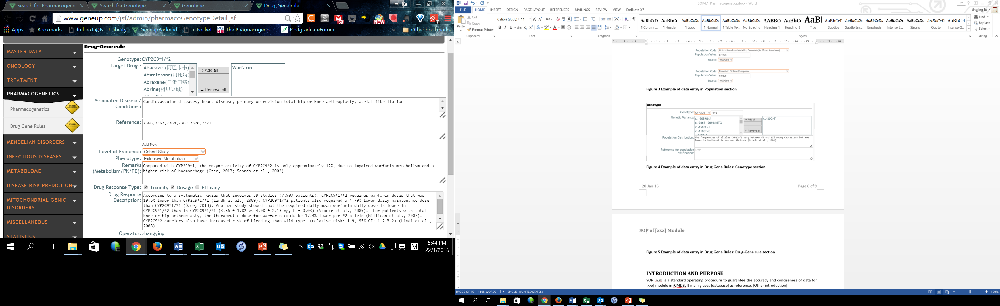 Search for Pharmacogenet
Search for Genotype
Genotype
Drug-Gene rule
Ke
www.geneup.com/jsf/admin/pharmacoGenotypeDetail.jsf
59
NEW
7
Apps
Bookmarks
full text @NTU Library
GeneupBackend
+ Pocket
The Pharmacogeno...
PostgraduateForum....
»
Other bookmarks
MASTER DATA
ONCOLOGY
TREATMENT
PHARMACOGENETICS
Pharmacogenetics
Drug Gene Rules
MENDELIAN DISORDERS
INFECTIOUS DISEASES
METABOLOME
DISEASE RISK PREDICTION
MITOCHONDRIAL GENIC
DISORDERS
MISCELLANEOUS
STATISTICS
Drug-Gene rule
Genotype: CYP2C9*1/*2
Target Drugs:
Abacavir (阿巴卡韦)
Abiraterone(阿比特
Abraxane(白蛋白结
Abrine(相思豆碱)
⇒ Add all
⇐ Remove all
Warfarin
Associated Disease /
Conditions:
Cardiovascular diseases, heart disease, primary or revision total hip or knee arthroplasty, atrial fibrillation
Reference:
7366,7367,7368,7369,7370,7371
Add New
Level of Evidence: Cohort Study
Phenotype: Extensive Metabolizer
Remarks
(Metabolism/PK/PD):
Compared with CYP2C9*1, the enzyme activity of CYP2C9*2 is only approximately 12%, due to impaired warfarin metabolism and a
higher risk of haemorrhage (Özer, 2013; Scordo et al., 2002).
Drug Response Type: Toxicity Dosage Efficacy
Drug Response
Description:
According to a systematic review that involves 39 studies (7,907 patients), CYP2C9*1/*2 requires warfarin doses that was
19.6% lower than CYP2C9*1/*1 (Lindh et al., 2009). CYP2C9*1/*2 patients also required a 4.79% lower daily maintenance dose
than CYP2C9*1/*1 (Özer, 2013). Another study showed that the required daily mean warfarin daily dose is lower in
CYP2C9*1/*2 than in CYP2C9*1/*1 (3.56 ± 1.82 vs 4.08 ± 2.13 mg, P = 0.03) (Sconce et al., 2005). For patients with total
knee or hip arthroplasty, the therapeutic dose for warfarin could be 17.4% lower per *2 allele (Millican et al., 2007).
CYP2C9*2 carriers also have increased risk of bleeding than wild-type (relative risk: 1.9, 95% CI: 1.2–3.2) (Limdi et al.,
2008).
Operator: zhangying
英
M
5:44 PM
22/1/2016
SOP4.1_Pharmacogenetics.docx - Word
tingjing ke
FILE HOME INSERT DESIGN PAGE LAYOUT REFERENCES MAILINGS REVIEW VIEW EndNote X7
Paste
Cut
Copy
Format Painter
Clipboard
Calibri (Body) 11
Font
Paragraph
AaBbCcD AaBbCc AaBbCcDc AaBbCcDc AaBbCcDc AaBbCcDc AABBC AaBbCc AaB AaBbCcD AaBbCcDc AaBbCcDc AaBbCcDc AaBbCcDc AaBbCcD AaBbCcI
¶ Column... ¶ Header ¶ Logo ¶ Normal ¶ Table Text No Spacing Heading 1 Heading 2 Title Subtitle Subtle Em... Emphasis Intense E... Strong Quote Intense Q...
Styles
Find
Replace
Select
Editing
Population Code: Colombians from Medellin, Colombia(Ad Mixed American)
Population Value: 0.1223
Source: 1000Gen
Population Code: Finnish in Finland(European)
Population Value: 0.0808
Source: 1000Gen
Figure 3 Example of data entry in Population section
Genotype
Genotype: CYP2C9 *1/*2
Genetic Variants:
c. -3089G>A
c.-2665_-2664delTG
c.-1565C>T
c.-1188T>C
⇒ Add all
⇐ Remove all
c.430C>T
Population Distribution: The frequencies of alleles CYP2C9*2 vary between 8% and 12% among Caucasians but are
lower in Southeast Asians and Africans (Scordo et al., 2002).
Reference for population
distribution:
7370
Figure 4 Example of data entry in Drug Gene Rules: Genotype section
20-Jan-16
Page 6 of 9
SOP of [xxx] Module
Figure 5 Example of data entry in Drug Gene Rules: Drug-Gene rule section
INTRODUCTION AND PURPOSE
SOP [n.n] is a standard operating procedure to guarantee the accuracy and conciseness of data for
[xxx] module in iCMDB. It mainly uses [database] as reference. [Other introduction]
PAGE 8 OF 10 1105 WORDS ENGLISH (UNITED STATES)
100%